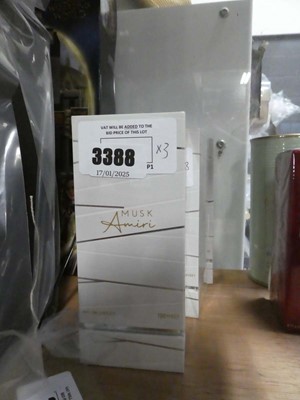 VAT WILL BE ADDED TO THE
BID PRICE OF THIS LOT
3388
P1
x3
17/01/2025
MUSK
Amiri